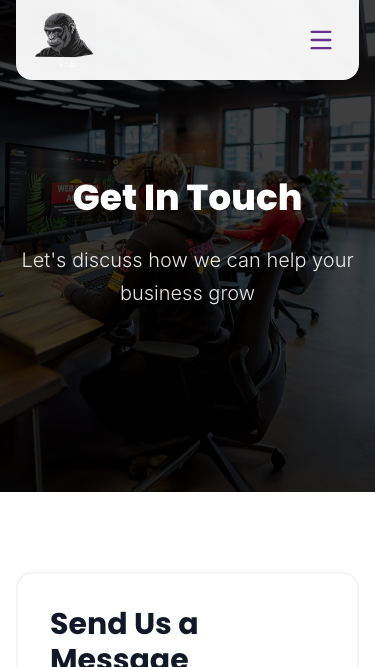 Get In Touch
Let's discuss how we can help your
business grow
Send Us a
Message